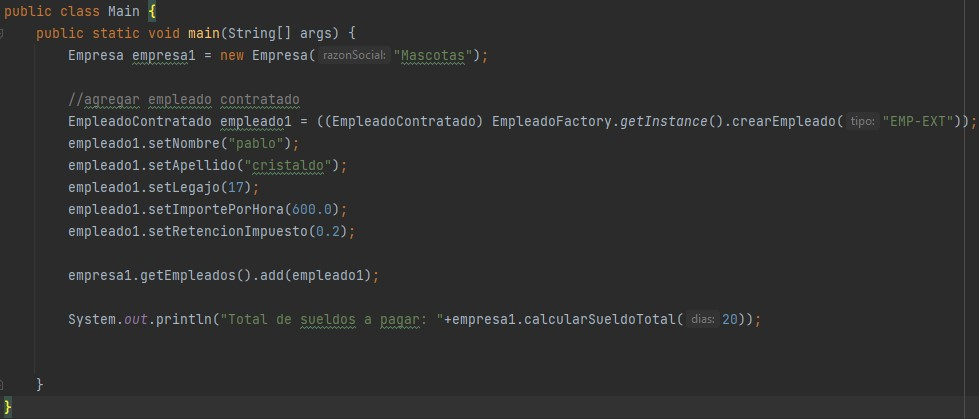 public class Main {
    public static void main(String[] args) {
        Empresa empresa1 = new Empresa( razonSocial: "Mascotas");
        //agregar empleado contratado
        EmpleadoContratado empleado1 = ((EmpleadoContratado) EmpleadoFactory.getInstance().crearEmpleado( tipo: "EMP-EXT"));
        empleado1.setNombre("pablo");
        empleado1.setApellido("cristaldo");
        empleado1.setLegajo(17);
        empleado1.setImportePorHora(600.0);
        empleado1.setRetencionImpuesto(0.2);
        empresa1.getEmpleados().add(empleado1);
        System.out.println("Total de sueldos a pagar: "+empresa1.calcularSueldoTotal( dias: 20));
    }
}